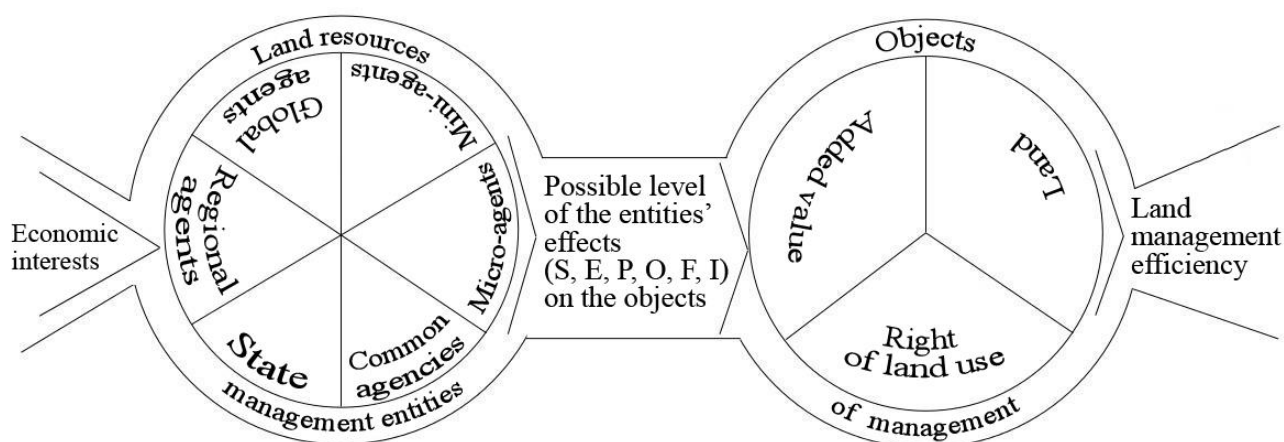 Economic
interests
Land resources
Global
agents
Mini-agents
Micro-agents
Common
agencies
State
Regional
agents
management entities
Possible level
of the entities’
effects
(S, E, P, O, F, I)
on the objects
Objects
Added value
Land
Right
of land use
of management
Land
management
efficiency